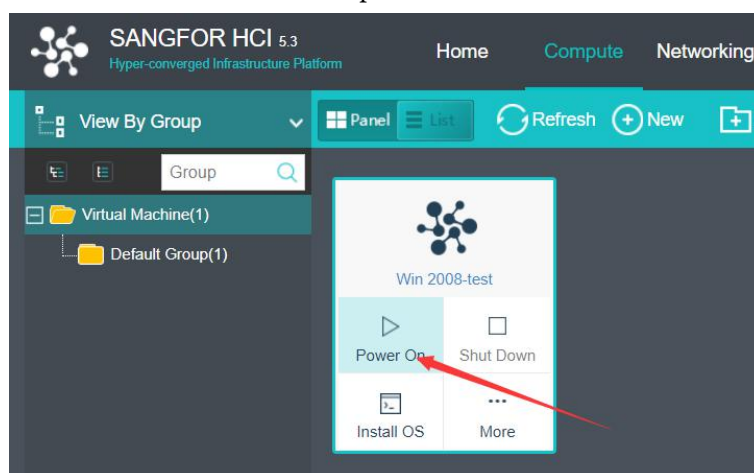 SANGFOR HCI 5.3
Hyper-converged Infrastructure Platform
Home Compute Networking
View By Group
Panel List Refresh New
Group
Virtual Machine(1)
Default Group(1)
Win 2008-test
Power On Shut Down
Install OS More